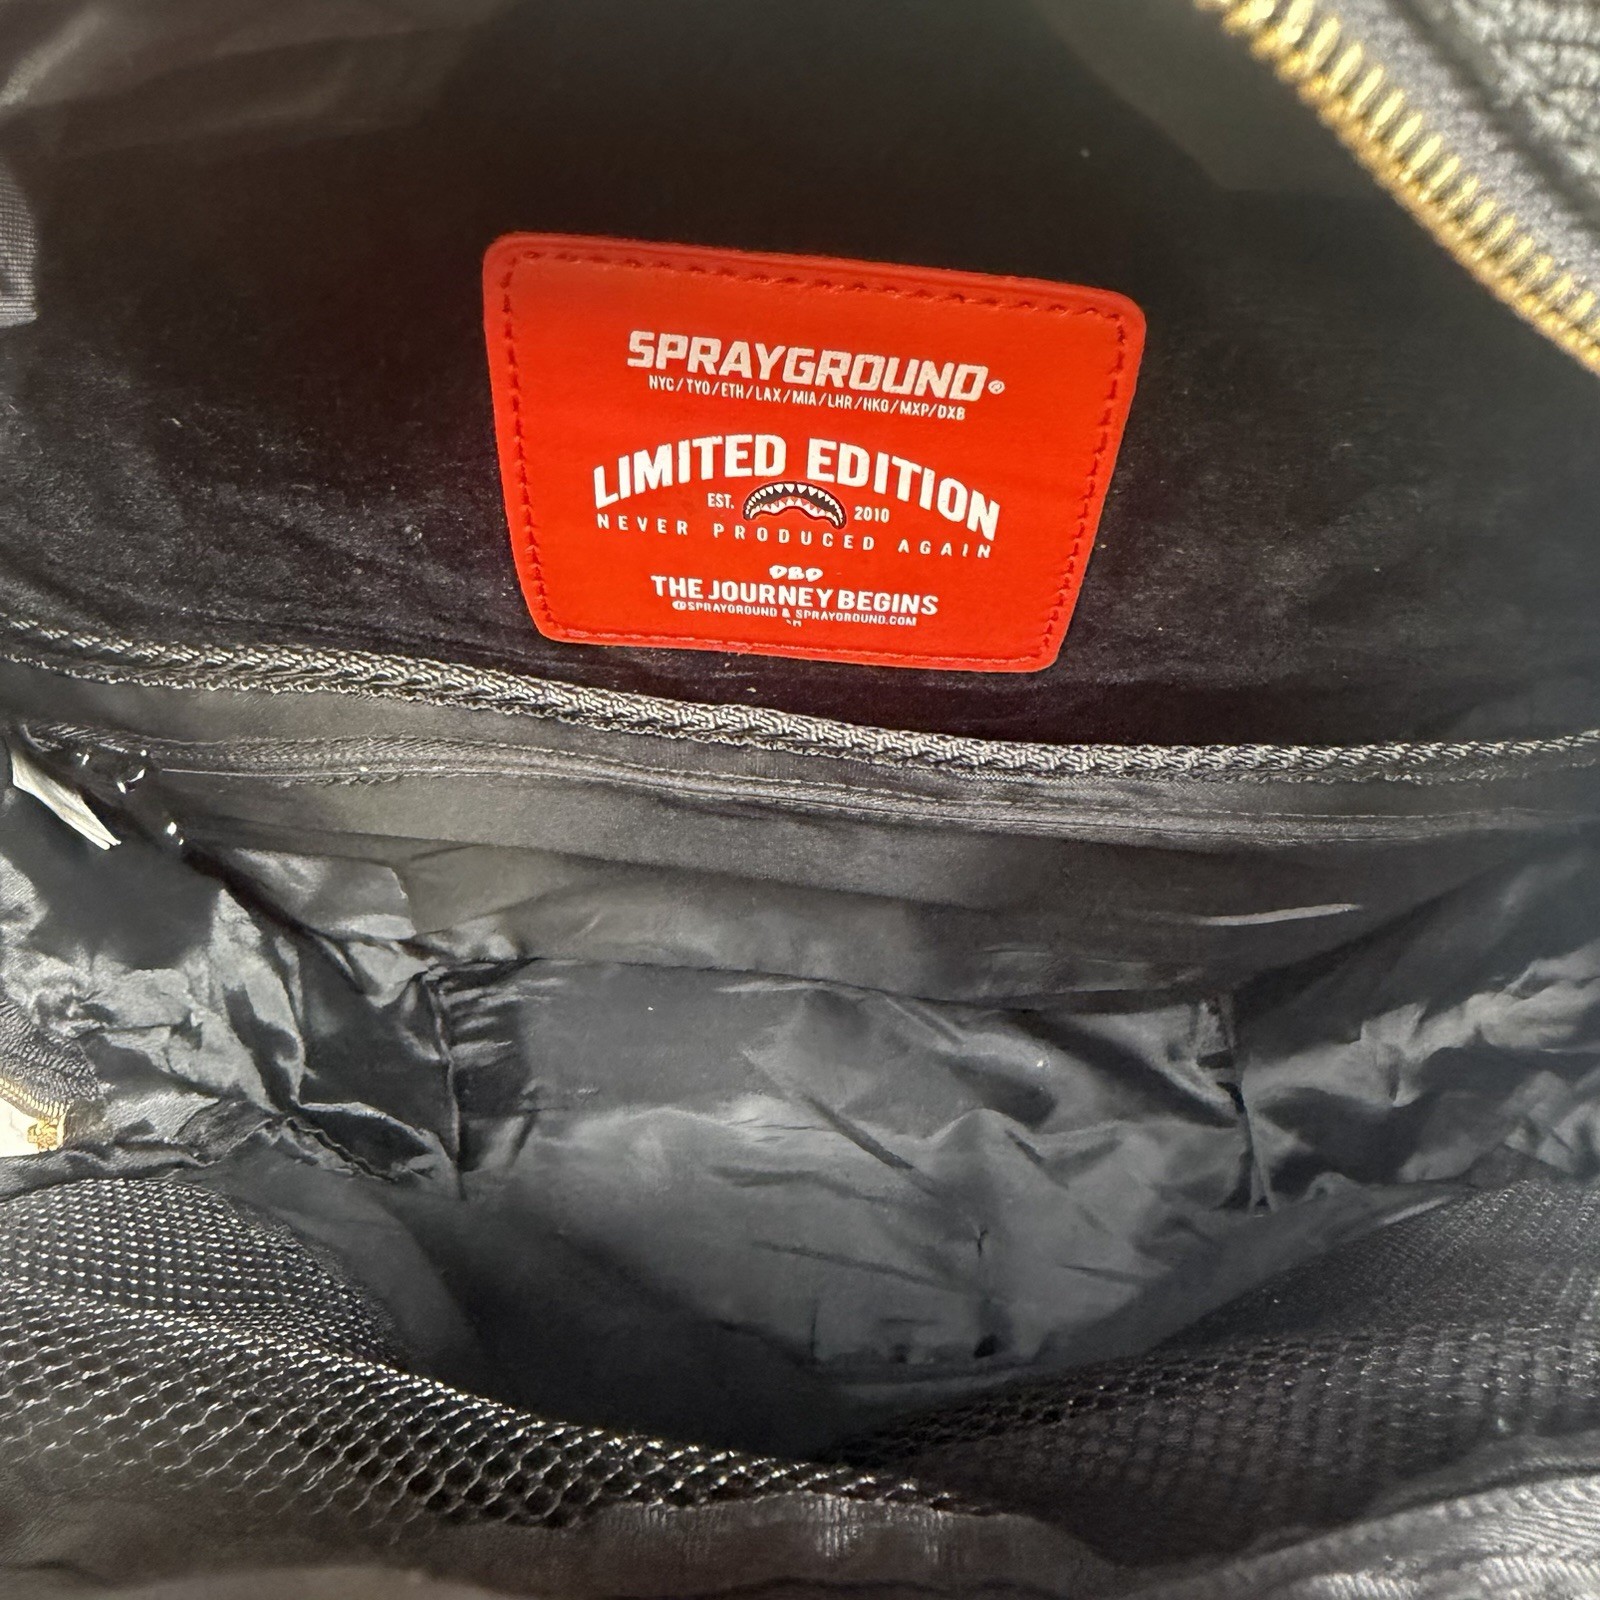 SPRAYGROUND®
NYC/TYO/ETH/LAX/MIA/LHR/HKG/MXP/DXB
LIMITED EDITION
EST. 2010
NEVER PRODUCED AGAIN
DBD
THE JOURNEY BEGINS
@SPRAYGROUND & SPRAYGROUND.COM